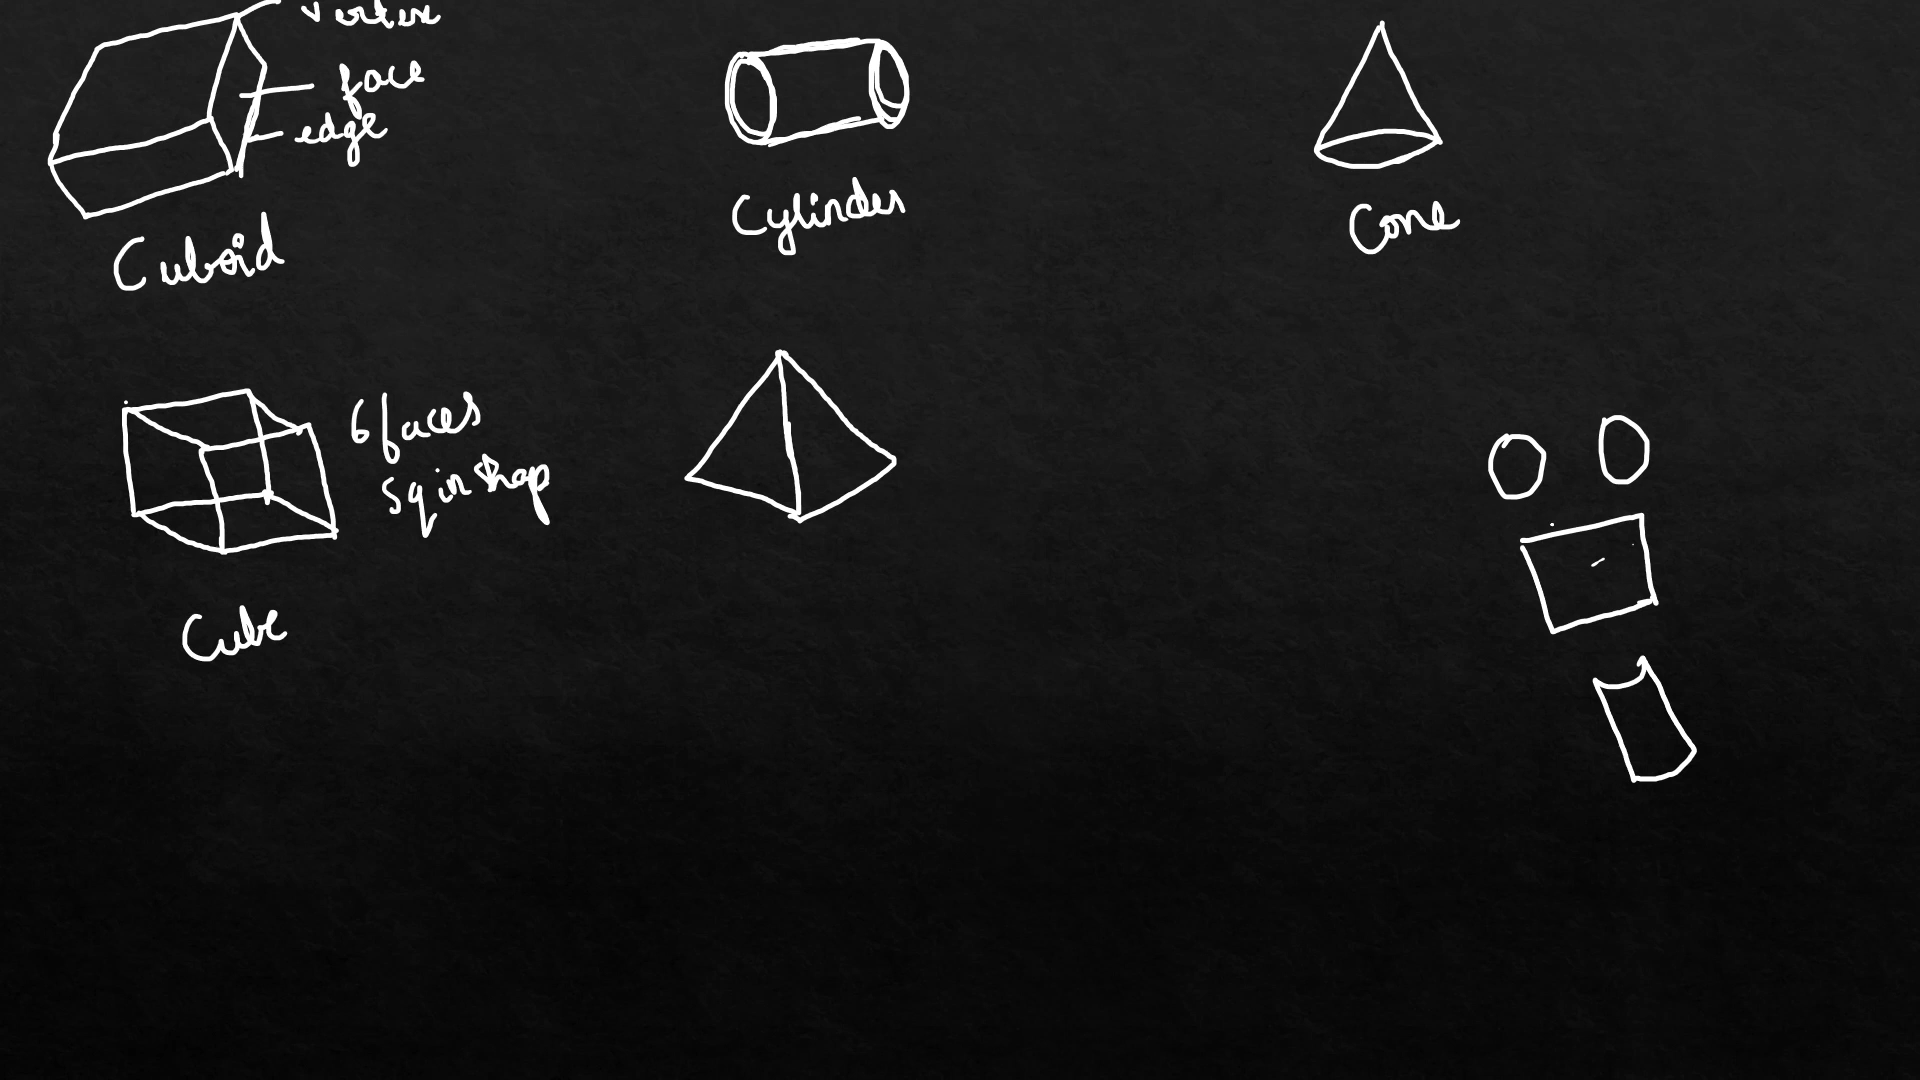 Vertex
face
edge
Cuboid
Cylinder
Cone
6 faces
Sq in shap
Cube